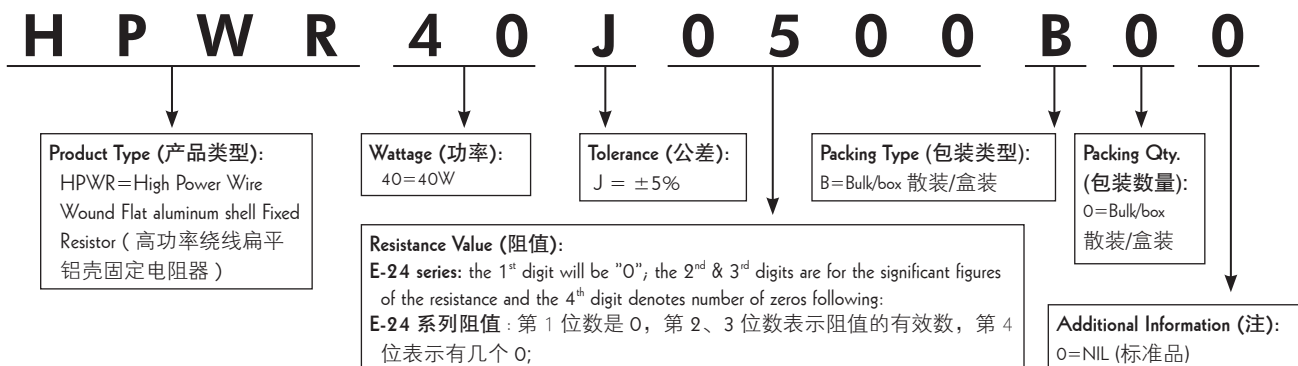 H P W R 4 0 J 0 5 0 0 B 0 0
Product Type (产品类型):
HPWR=High Power Wire
Wound Flat aluminum shell Fixed
Resistor ( 高功率绕线扁平
铝壳固定电阻器 )
Wattage (功率):
40=40W
Tolerance (公差):
J = ±5%
Packing Type (包装类型):
B=Bulk/box 散装/盒装
Packing Qty.
(包装数量):
0=Bulk/box
散装/盒装
Resistance Value (阻值):
E-24 series: the 1st digit will be "0"; the 2nd & 3rd digits are for the significant figures
of the resistance and the 4th digit denotes number of zeros following:
E-24 系列阻值 : 第 1 位数是 0，第 2、3 位数表示阻值的有效数，第 4
位表示有几个 0;
Additional Information (注):
0=NIL (标准品)